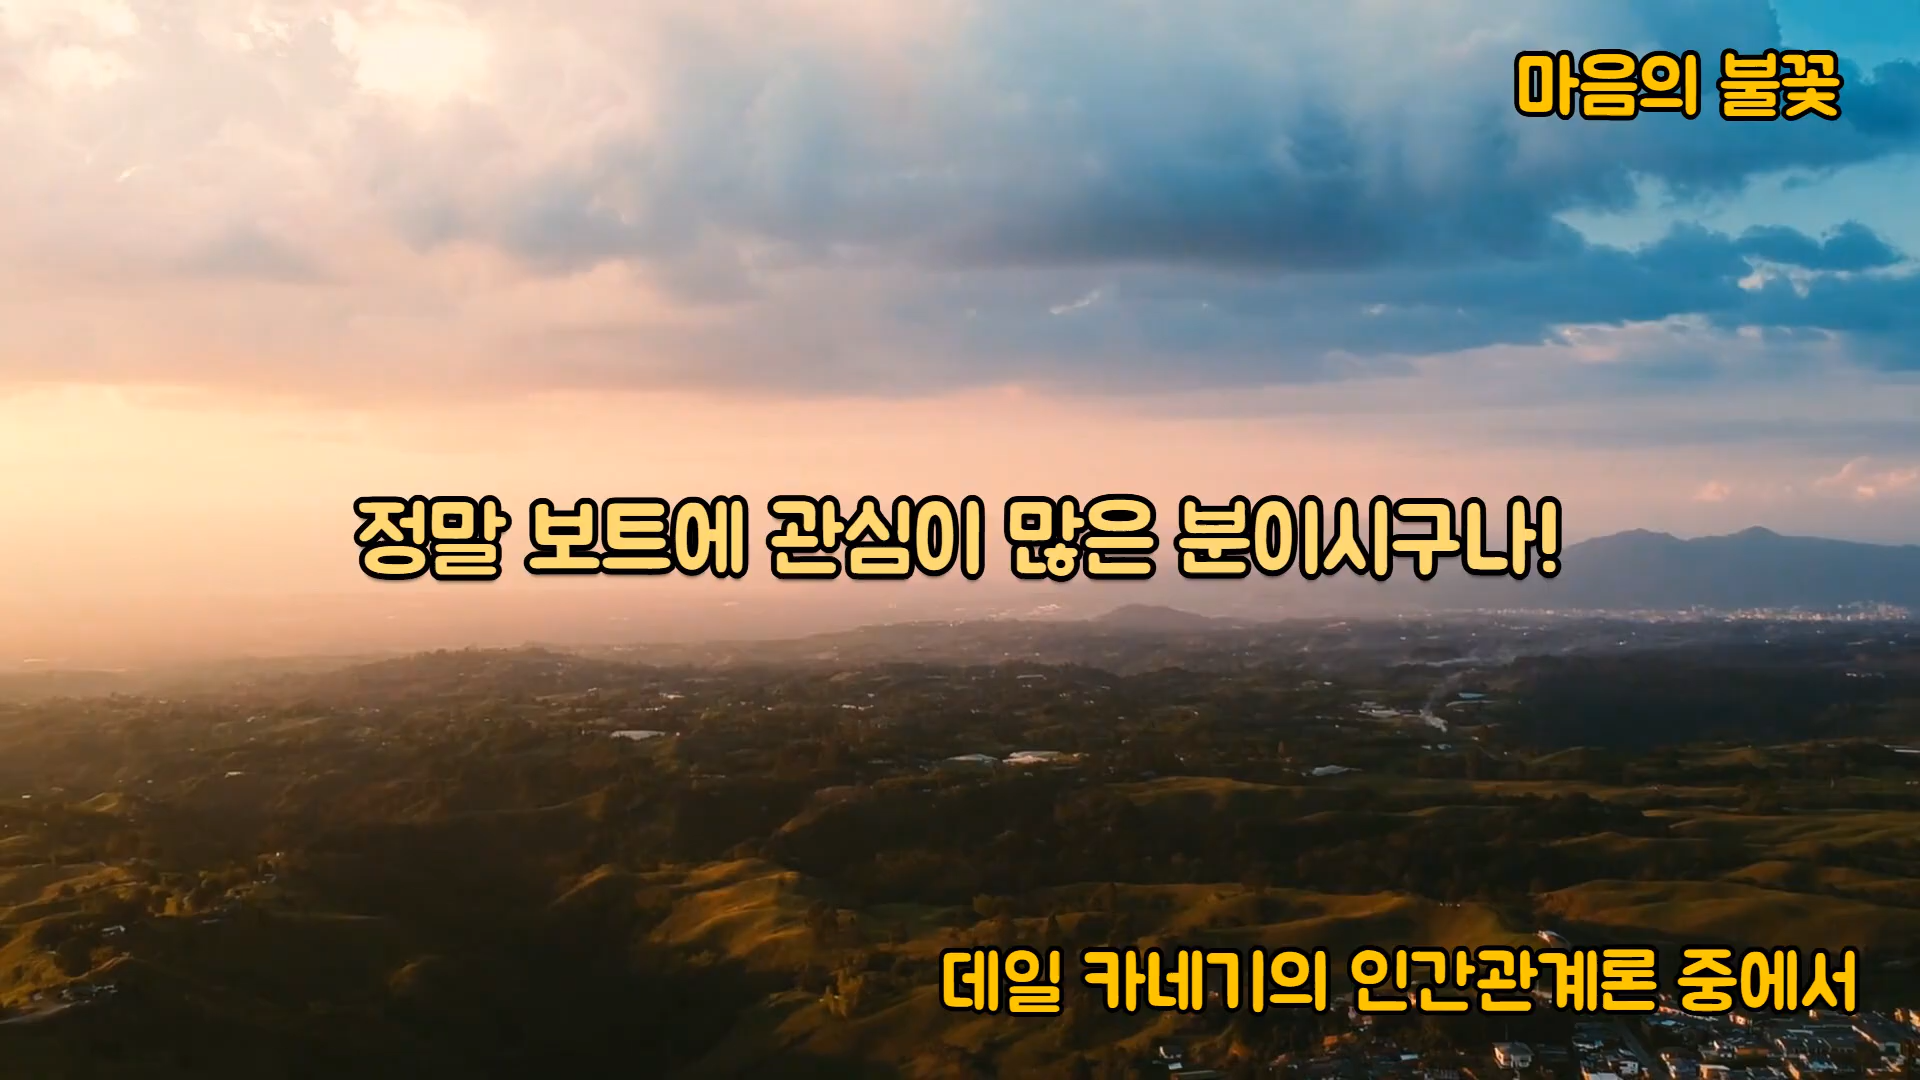 마음의 불꽃
정말 보트에 관심이 많은 분이시구나!
데일 카네기의 인간관계론 중에서